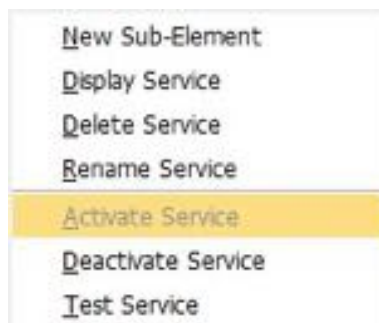 New Sub-Element
Display Service
Delete Service
Rename Service
Activate Service
Deactivate Service
Test Service